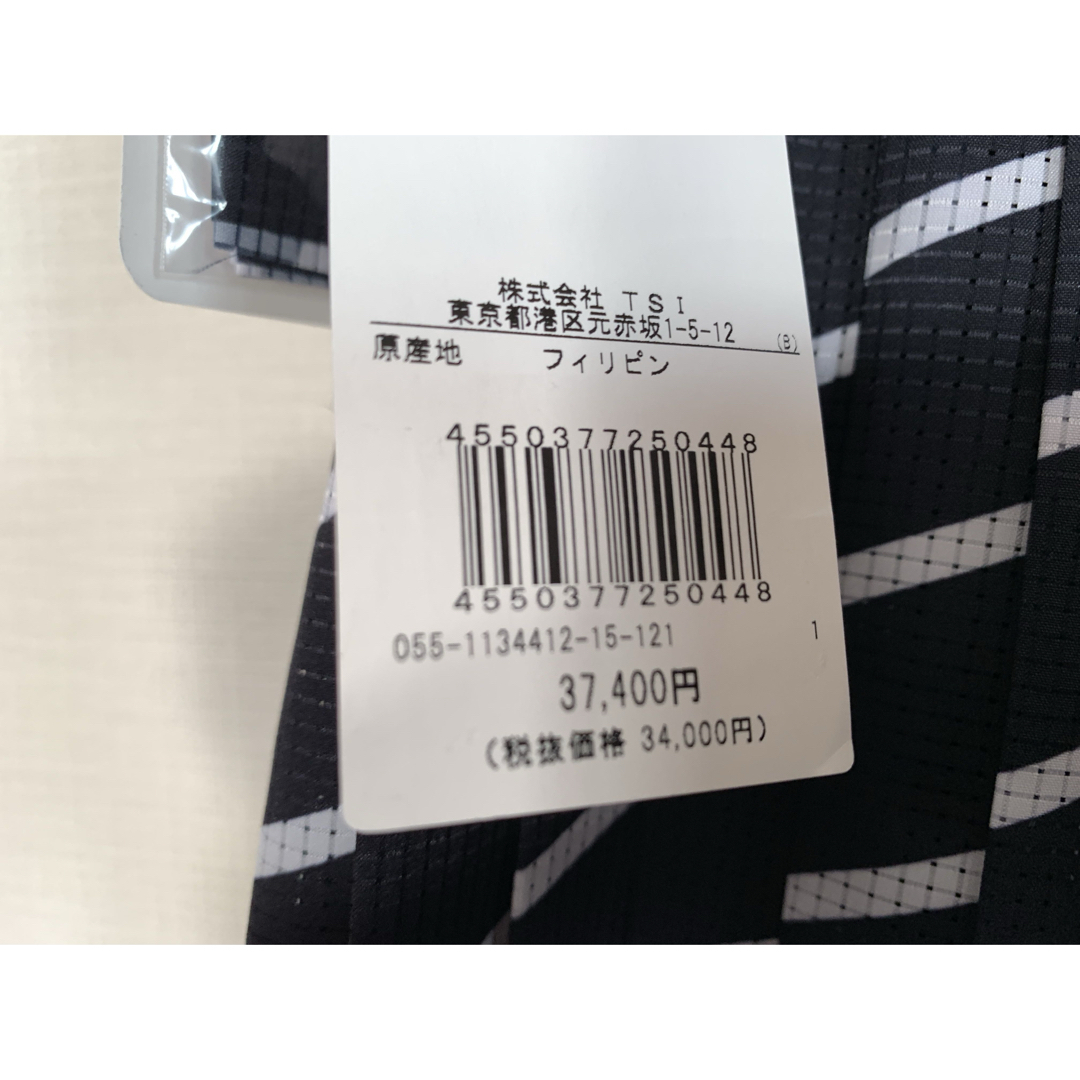 株式会社 TSI
東京都港区元赤坂1-5-12 (B)
原産地 フィリピン
4550377250448
4550377250448
055-1134412-15-121 1
37,400円
(税抜価格 34,000円)